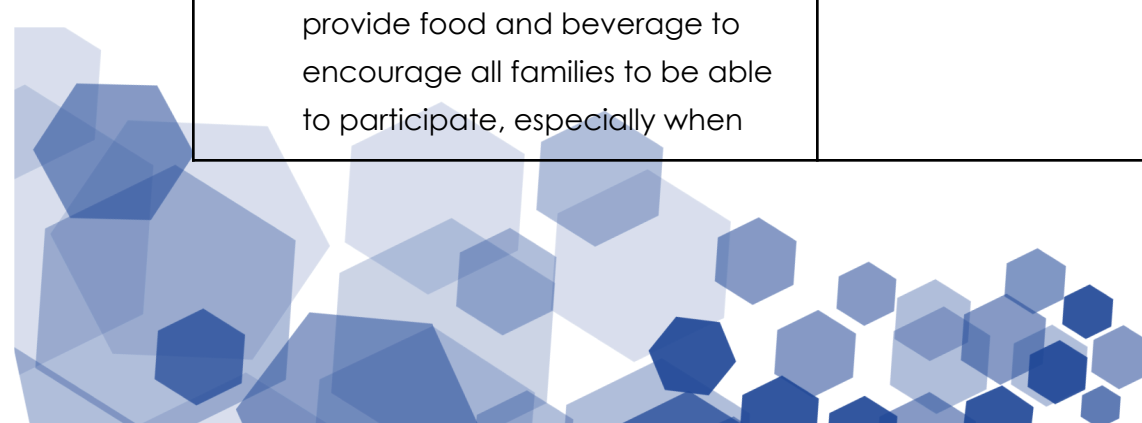 provide food and beverage to
encourage all families to be able
to participate, especially when